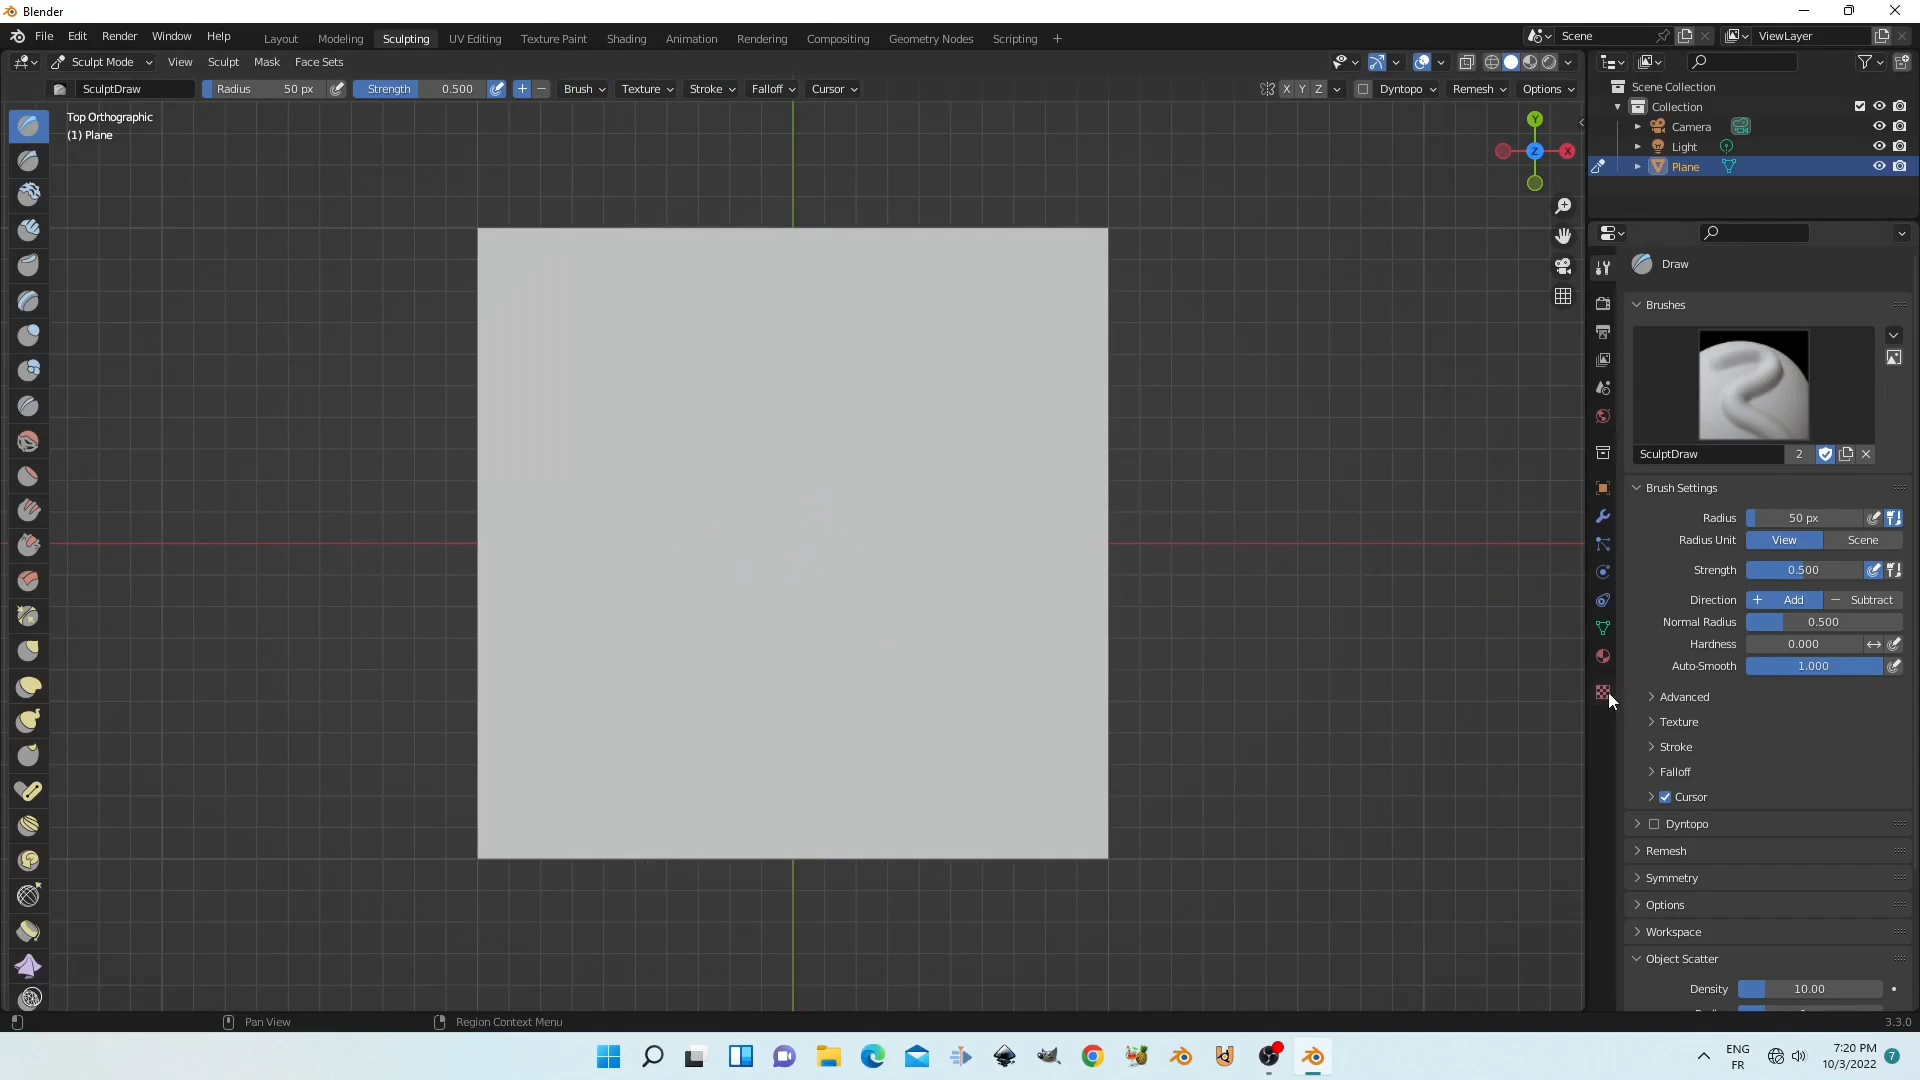 Blender
File Edit Render Window Help Layout Modeling Sculpting UV Editing Texture Paint Shading Animation Rendering Compositing Geometry Nodes Scripting + Scene ViewLayer
Sculpt Mode View Sculpt Mask Face Sets
SculptDraw Radius 50 px Strength 0.500 + − Brush Texture Stroke Falloff Cursor X Y Z Dyntopo Remesh Options
Top Orthographic
(1) Plane
Y
Z X
Scene Collection
Collection
Camera
Light
Plane
Draw
Brushes
SculptDraw 2
Brush Settings
Radius 50 px
Radius Unit View Scene
Strength 0.500
Direction + Add − Subtract
Normal Radius 0.500
Hardness 0.000
Auto-Smooth 1.000
Advanced
Texture
Stroke
Falloff
Cursor
Dyntopo
Remesh
Symmetry
Options
Workspace
Object Scatter
Density 10.00
Pan View Region Context Menu 3.3.0
ENG
FR
7:20 PM
10/3/2022
7